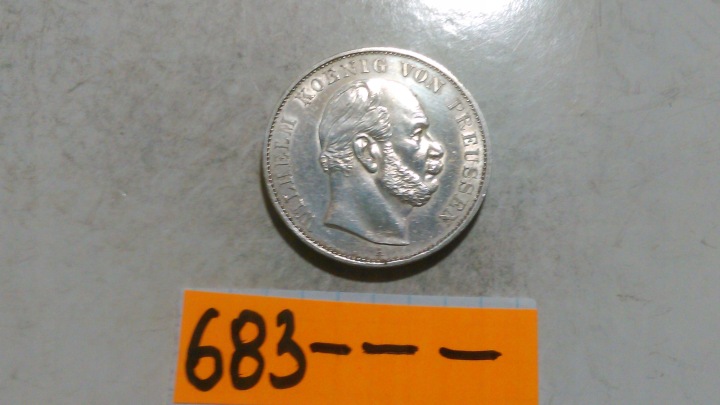 WILHELM KOENIG VON PREUSSEN
683---